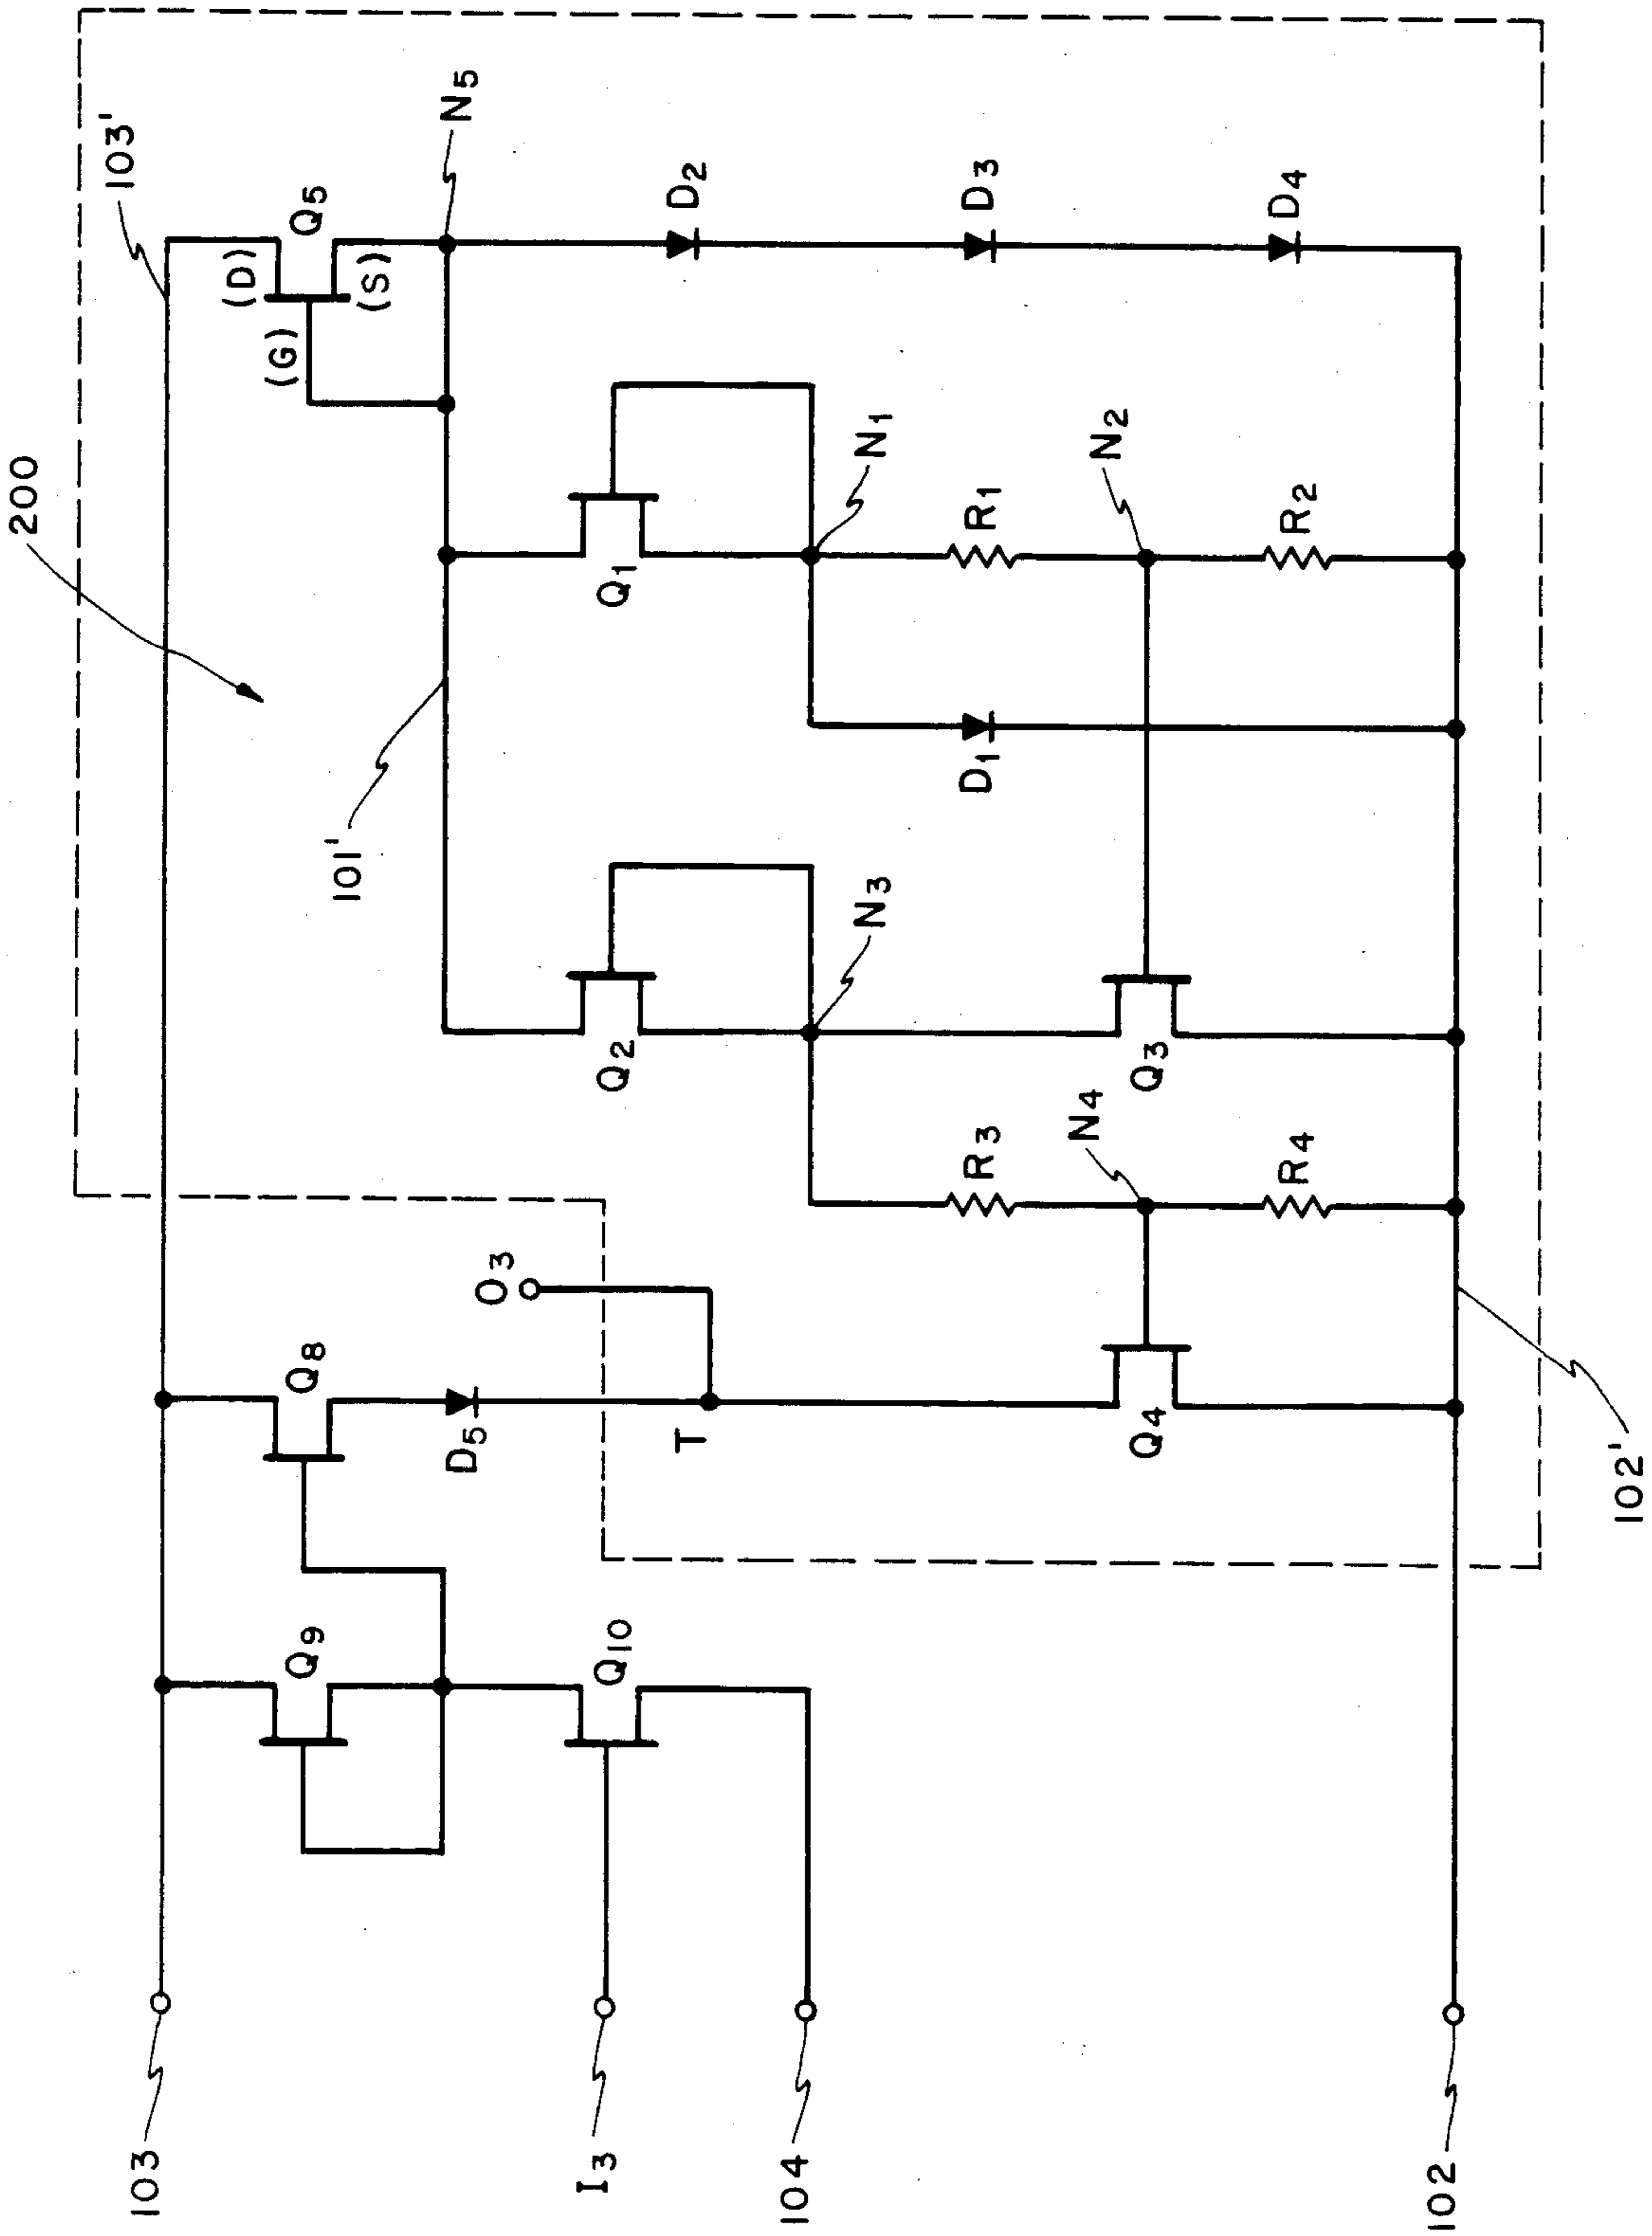 200
103'
N5
Q5
(D)
(G)
(S)
101'
Q1
N1
R1
N2
R2
D1
D2
D3
D4
Q2
N3
Q3
R3
N4
R4
Q4
O3
T
Q8
D5
Q9
Q10
103
I3
104
102
102'